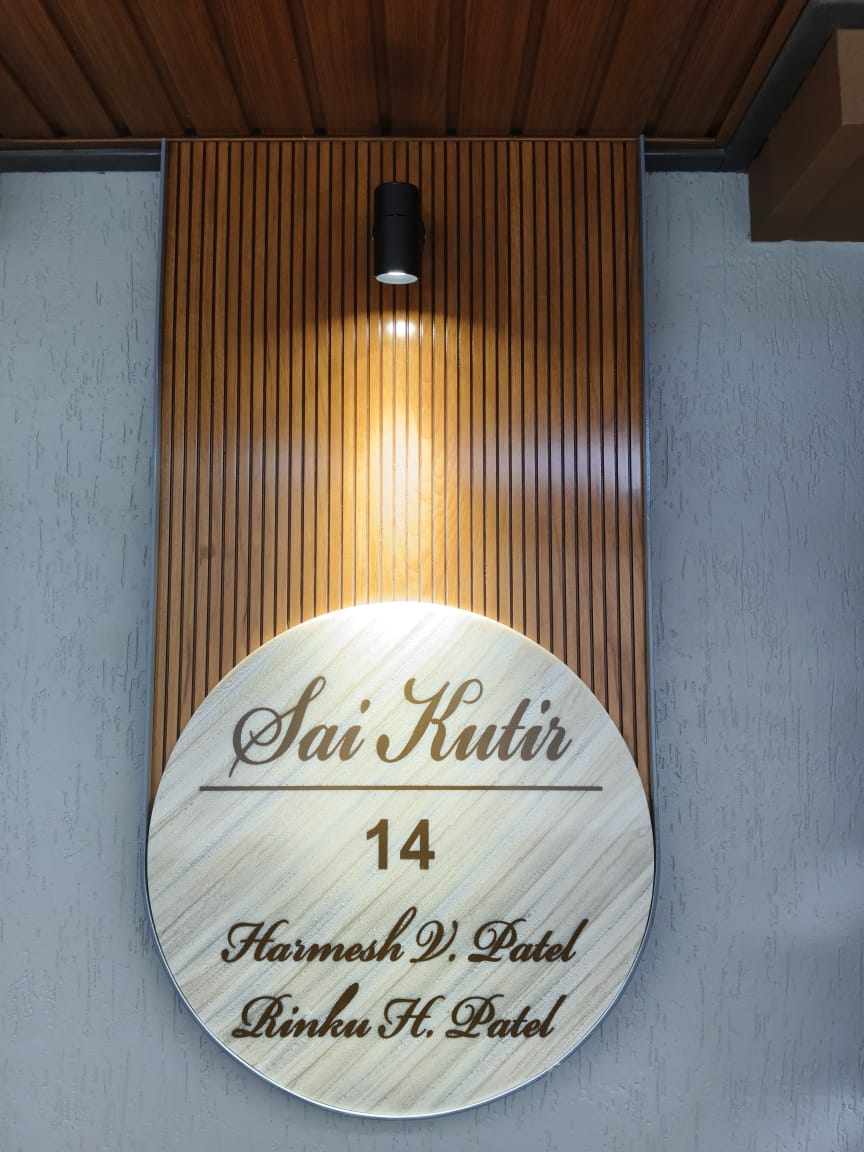 Sai Kutir
14
Harmesh V. Patel
Rinku H. Patel